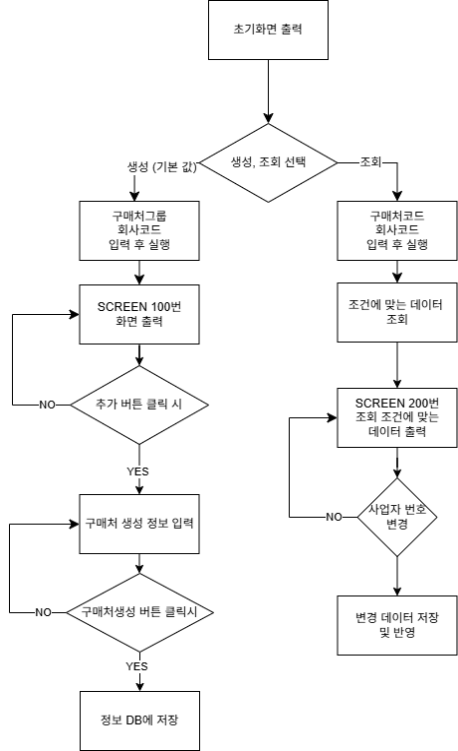 초기화면 출력
생성, 조회 선택
생성 (기본 값)
조회
구매처그룹
회사코드
입력 후 실행
SCREEN 100번
화면 출력
추가 버튼 클릭 시
NO
YES
구매처 생성 정보 입력
구매처생성 버튼 클릭시
NO
YES
정보 DB에 저장
구매처코드
회사코드
입력 후 실행
조건에 맞는 데이터
조회
SCREEN 200번
조회 조건에 맞는
데이터 출력
사업자 번호
변경
NO
변경 데이터 저장
및 반영